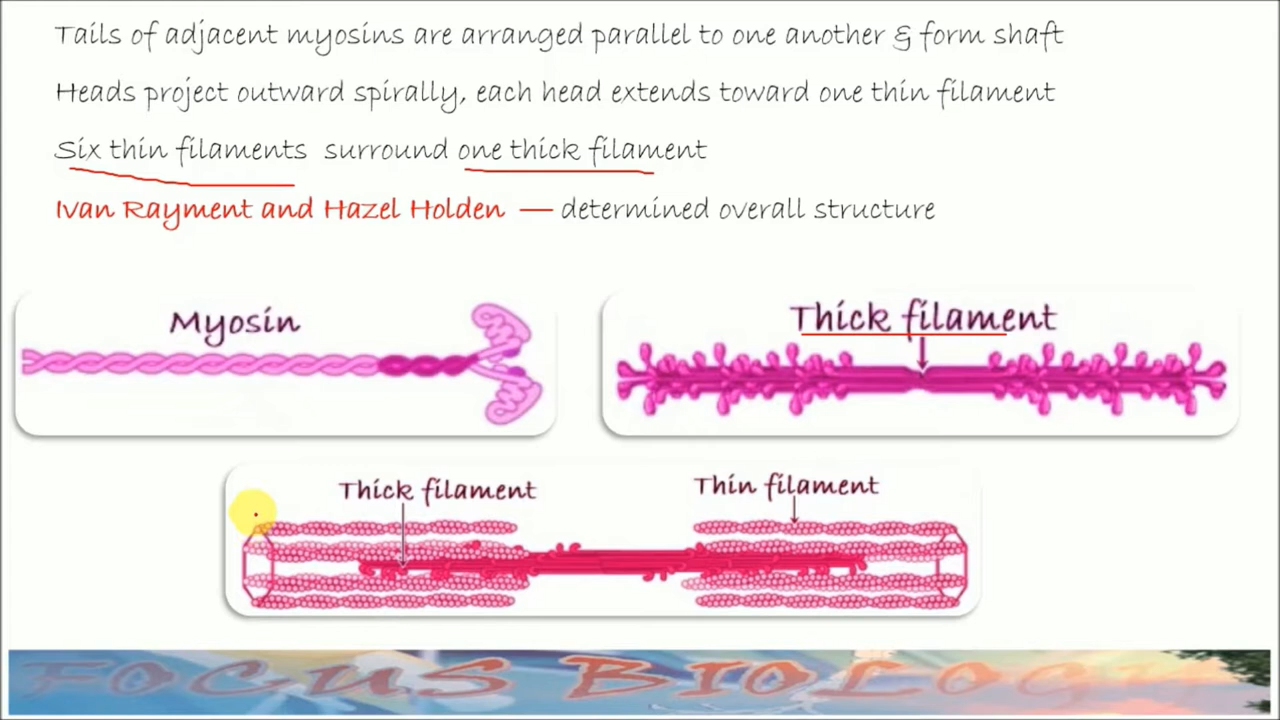 Tails of adjacent myosins are arranged parallel to one another & form shaft
Heads project outward spirally, each head extends toward one thin filament
Six thin filaments surround one thick filament
Ivan Rayment and Hazel Holden — determined overall structure
Myosin
Thick filament
Thick filament
Thin filament
FOCUS BIOLOGY